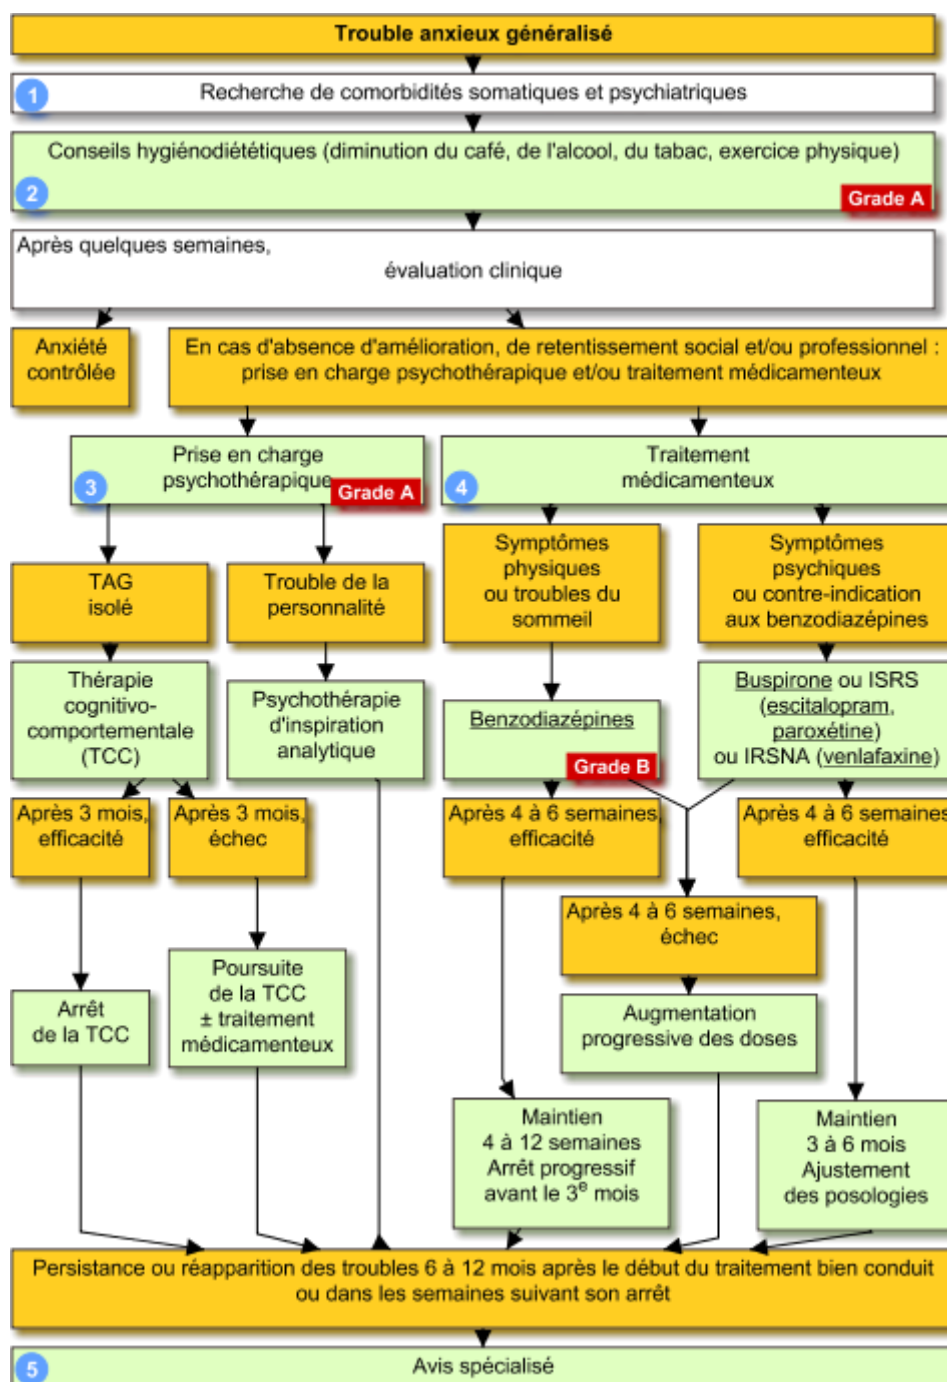 Trouble anxieux généralisé
1
Recherche de comorbidités somatiques et psychiatriques
Conseils hygiénodiététiques (diminution du café, de l'alcool, du tabac, exercice physique)
2
Grade A
Après quelques semaines,
évaluation clinique
Anxiété
contrôlée
En cas d'absence d'amélioration, de retentissement social et/ou professionnel :
prise en charge psychothérapique et/ou traitement médicamenteux
3
Prise en charge
psychothérapique
Grade A
4
Traitement
médicamenteux
TAG
isolé
Trouble de la
personnalité
Symptômes
physiques
ou troubles du
sommeil
Symptômes
psychiques
ou contre-indication
aux benzodiazépines
Thérapie
cognitivo-
comportementale
(TCC)
Psychothérapie
d'inspiration
analytique
Benzodiazépines
Grade B
Buspirone ou ISRS
(escitalopram,
paroxétine)
ou IRSNA (venlafaxine)
Après 3 mois,
efficacité
Après 3 mois,
échec
Après 4 à 6 semaines,
efficacité
Après 4 à 6 semaines
efficacité
Après 4 à 6 semaines,
échec
Arrêt
de la TCC
Poursuite
de la TCC
± traitement
médicamenteux
Augmentation
progressive des doses
Maintien
4 à 12 semaines
Arrêt progressif
avant le 3e mois
Maintien
3 à 6 mois
Ajustement
des posologies
Persistance ou réapparition des troubles 6 à 12 mois après le début du traitement bien conduit
ou dans les semaines suivant son arrêt
5
Avis spécialisé